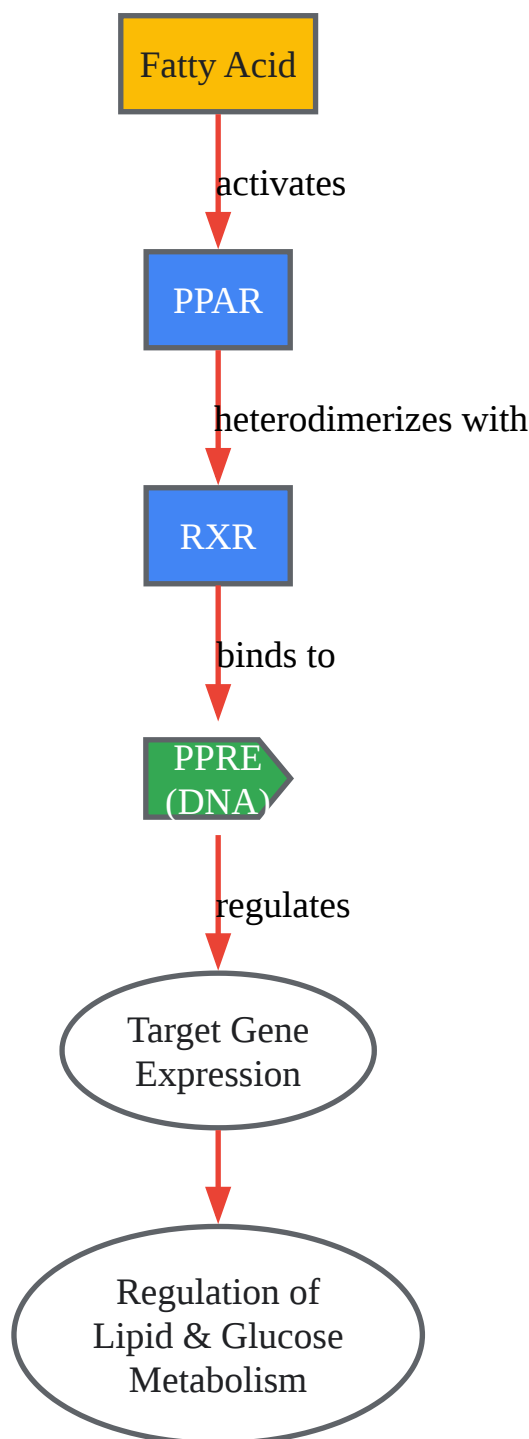 Fatty Acid
activates
PPAR
heterodimerizes with
RXR
binds to
PPRE
(DNA)
regulates
Target Gene
Expression
Regulation of
Lipid & Glucose
Metabolism